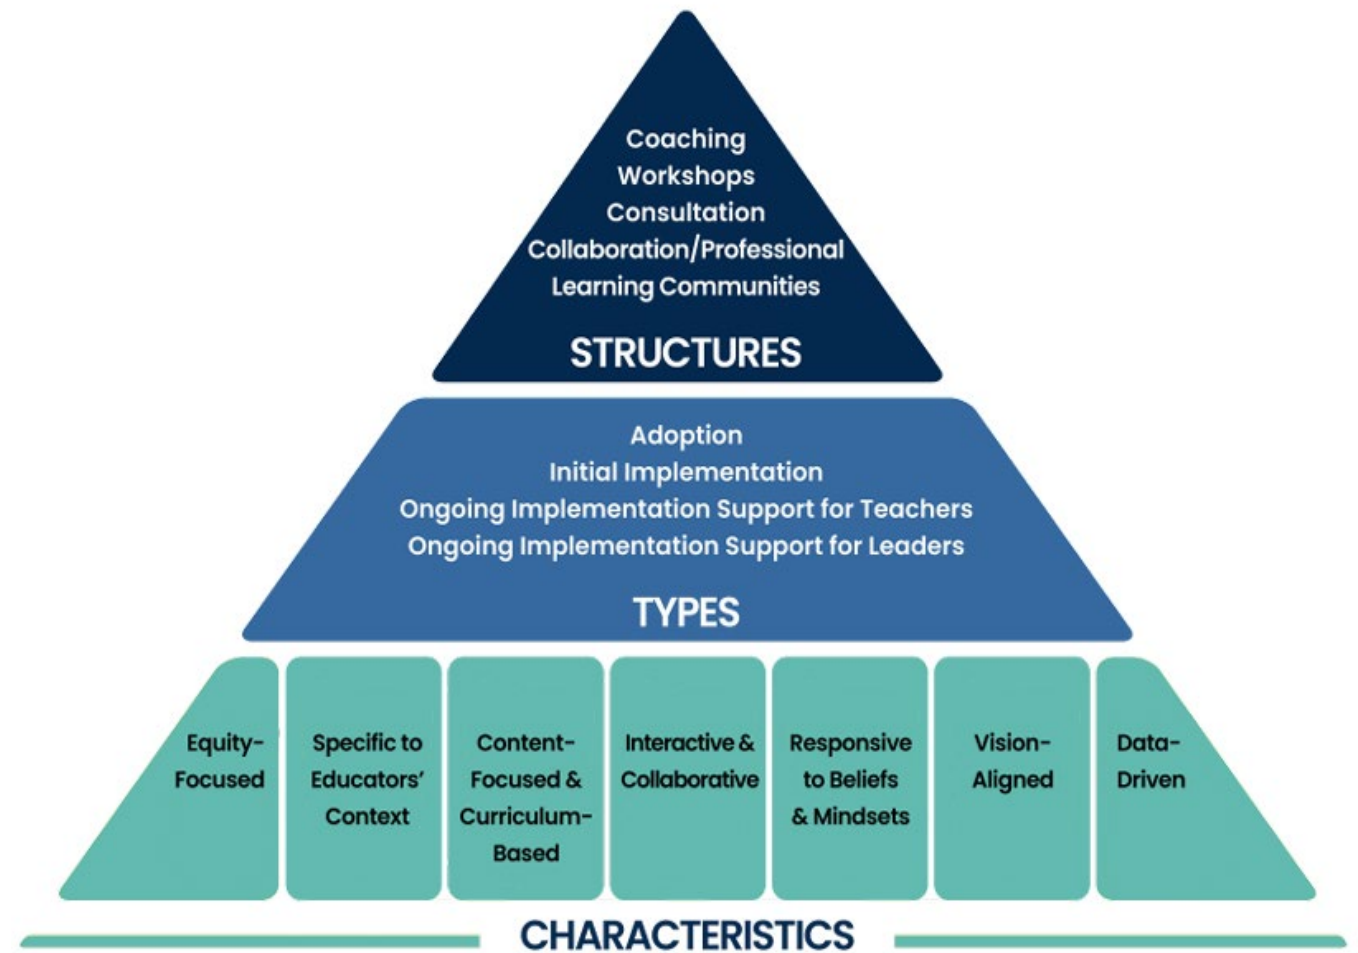 Coaching
Workshops
Consultation
Collaboration/Professional
Learning Communities
STRUCTURES
Adoption
Initial Implementation
Ongoing Implementation Support for Teachers
Ongoing Implementation Support for Leaders
TYPES
Equity-
Focused
Specific to
Educators’
Context
Content-
Focused &
Curriculum-
Based
Interactive &
Collaborative
Responsive
to Beliefs
& Mindsets
Vision-
Aligned
Data-
Driven
CHARACTERISTICS